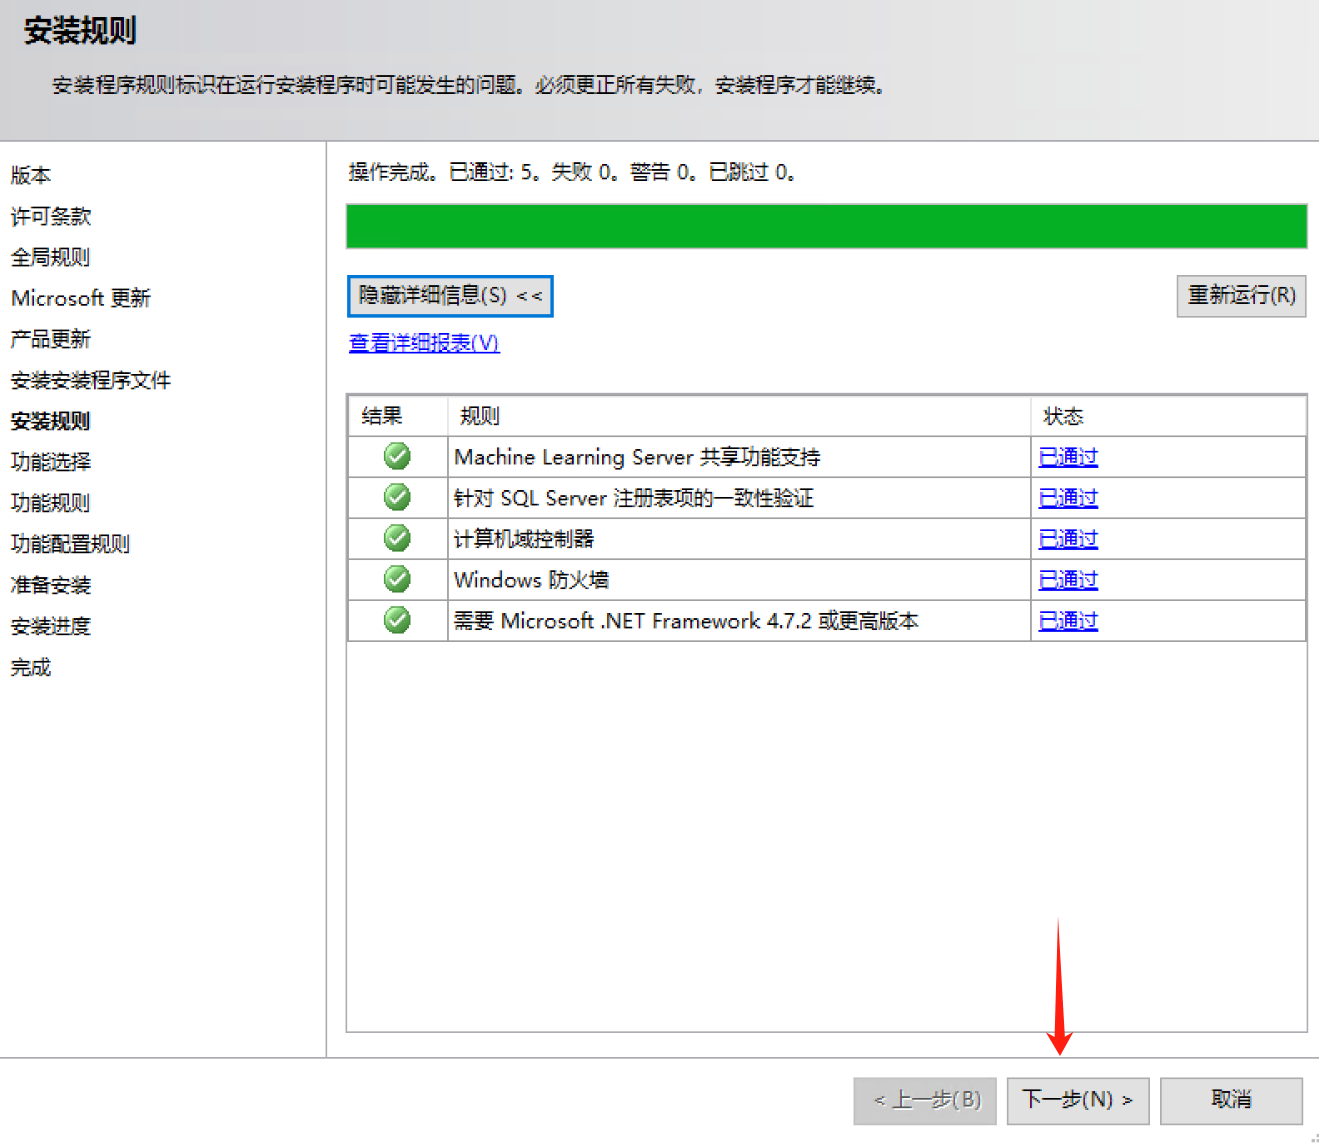 安装规则
安装程序规则标识在运行安装程序时可能发生的问题。必须更正所有失败，安装程序才能继续。
版本
许可条款
全局规则
Microsoft 更新
产品更新
安装安装程序文件
安装规则
功能选择
功能规则
功能配置规则
准备安装
安装进度
完成
操作完成。已通过: 5。失败 0。警告 0。已跳过 0。
隐藏详细信息(S) <<
重新运行(R)
查看详细报表(V)
结果 规则 状态
Machine Learning Server 共享功能支持 已通过
针对 SQL Server 注册表项的一致性验证 已通过
计算机域控制器 已通过
Windows 防火墙 已通过
需要 Microsoft .NET Framework 4.7.2 或更高版本 已通过
< 上一步(B) 下一步(N) > 取消